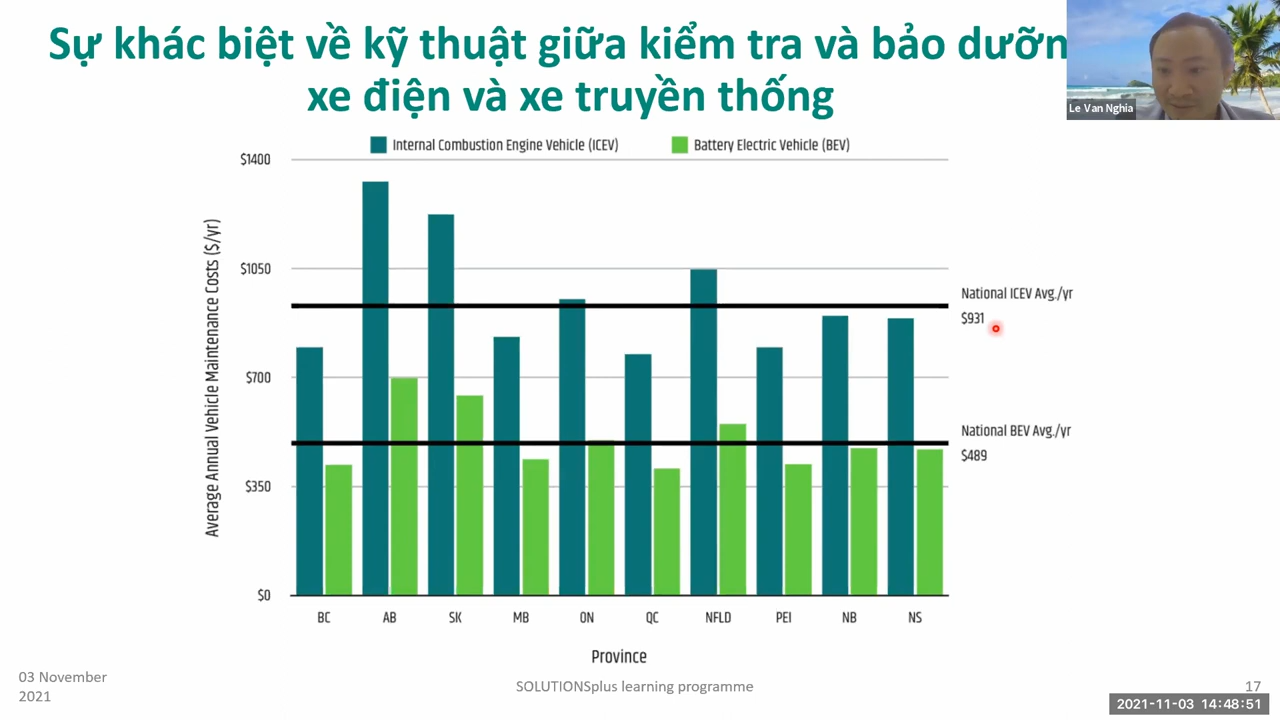 Sự khác biệt về kỹ thuật giữa kiểm tra và bảo dưỡn
xe điện và xe truyền thống
Le Van Nghia
Internal Combustion Engine Vehicle (ICEV)
Battery Electric Vehicle (BEV)
Average Annual Vehicle Maintenance Costs ($/yr)
$1400
$1050
$700
$350
$0
National ICEV Avg./yr
$931
National BEV Avg./yr
$489
BC
AB
SK
MB
ON
QC
NFLD
PEI
NB
NS
Province
03 November
2021
SOLUTIONSplus learning programme
17
2021-11-03 14:48:51